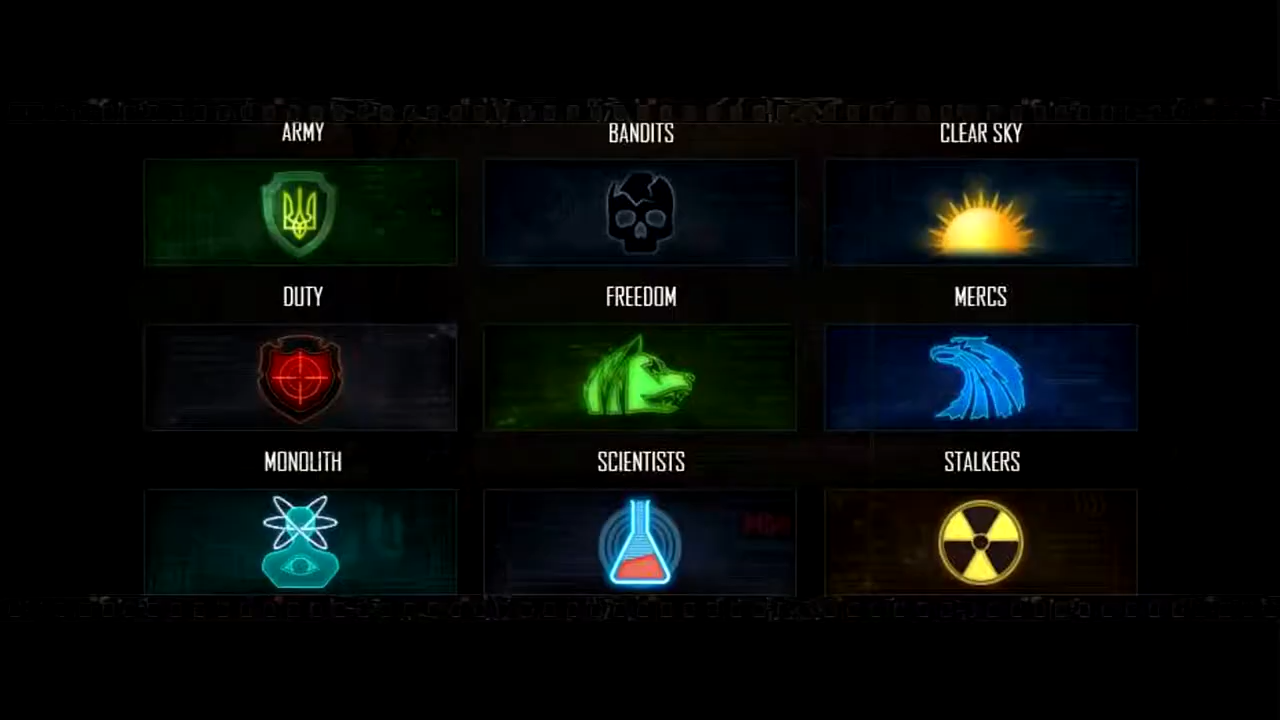 ARMY
BANDITS
CLEAR SKY
DUTY
FREEDOM
MERCS
MONOLITH
SCIENTISTS
STALKERS